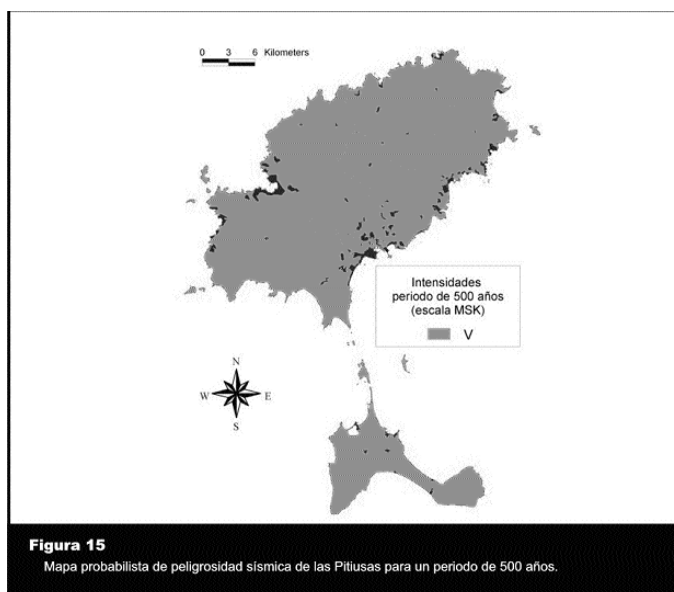 0 3 6 Kilometers
Intensidades
periodo de 500 años
(escala MSK)
V
N
W E
S
Figura 15
Mapa probabilista de peligrosidad sísmica de las Pitiusas para un periodo de 500 años.